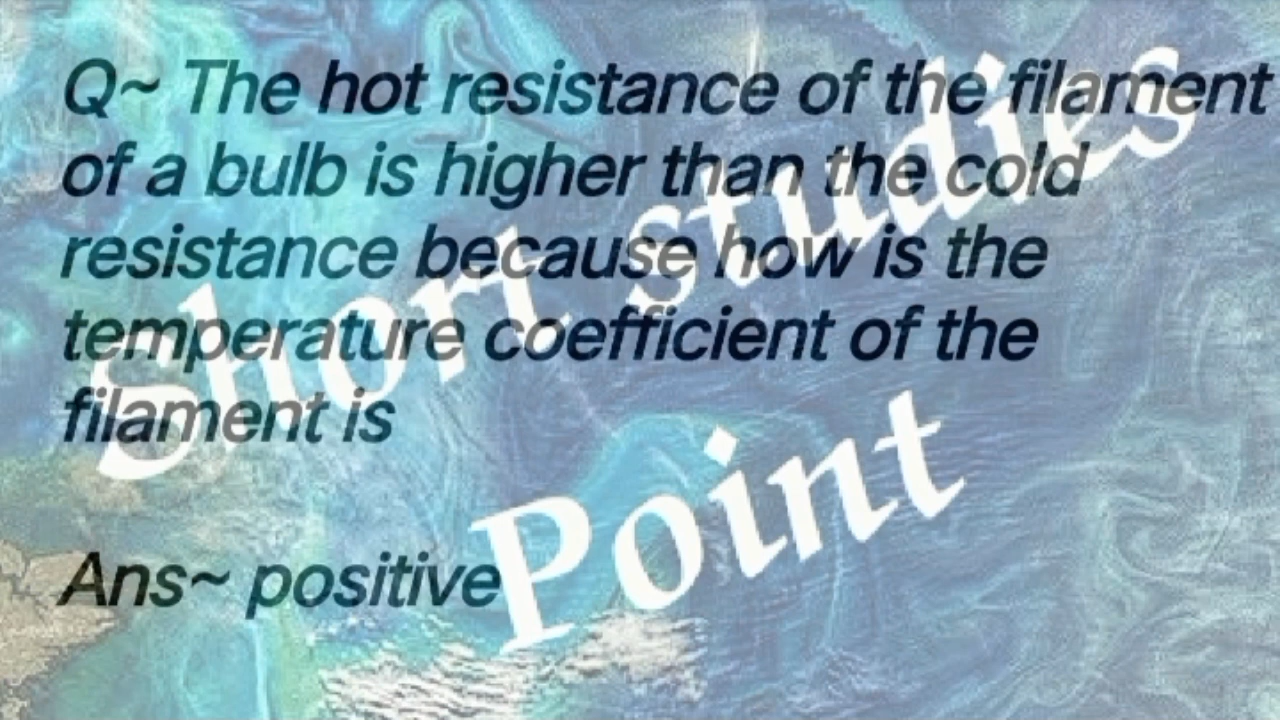 Q~ The hot resistance of the filament
of a bulb is higher than the cold
resistance because how is the
temperature coefficient of the
filament is
Ans~ positive
Short studies
Point